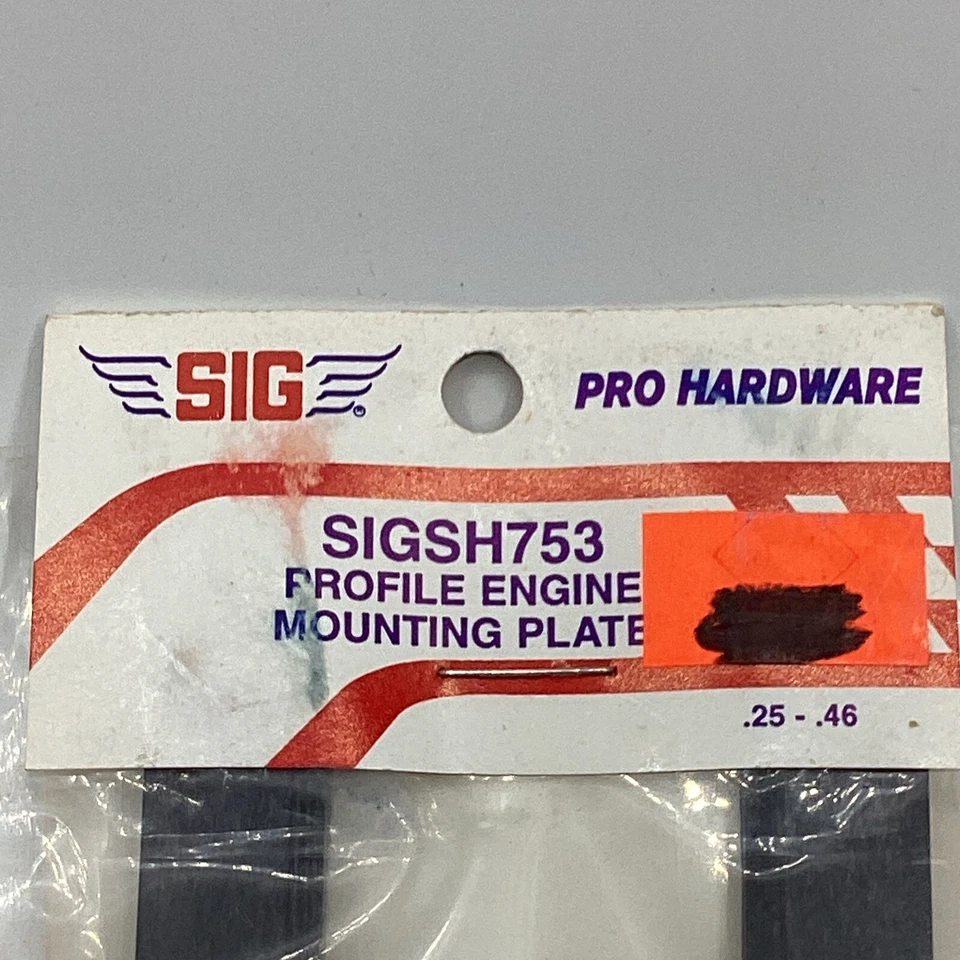 SIG
PRO HARDWARE
SIGSH753
PROFILE ENGINE
MOUNTING PLATE
.25 - .46